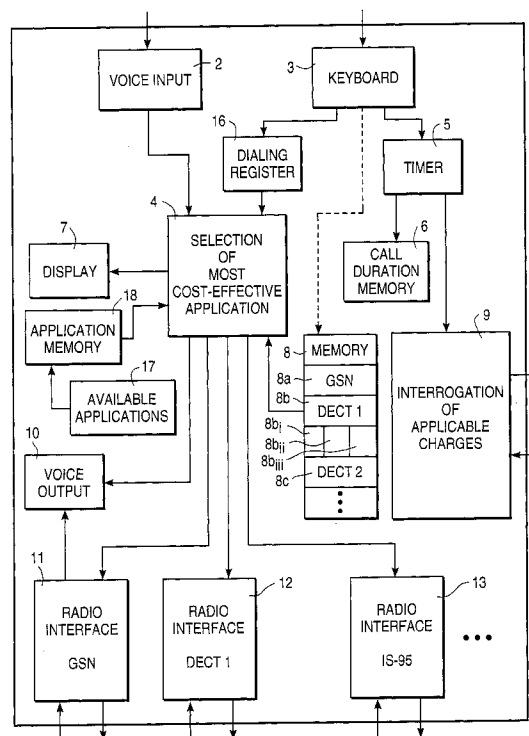 2
VOICE INPUT
3
KEYBOARD
16
DIALING
REGISTER
5
TIMER
4
SELECTION
OF
MOST
COST-EFFECTIVE
APPLICATION
7
DISPLAY
6
CALL
DURATION
MEMORY
18
APPLICATION
MEMORY
17
AVAILABLE
APPLICATIONS
8
MEMORY
8a
GSN
8b
DECT 1
8bi
8bii
8biii
8c
DECT 2
9
INTERROGATION
OF
APPLICABLE
CHARGES
10
VOICE
OUTPUT
11
RADIO
INTERFACE
GSN
12
RADIO
INTERFACE
DECT 1
13
RADIO
INTERFACE
IS-95